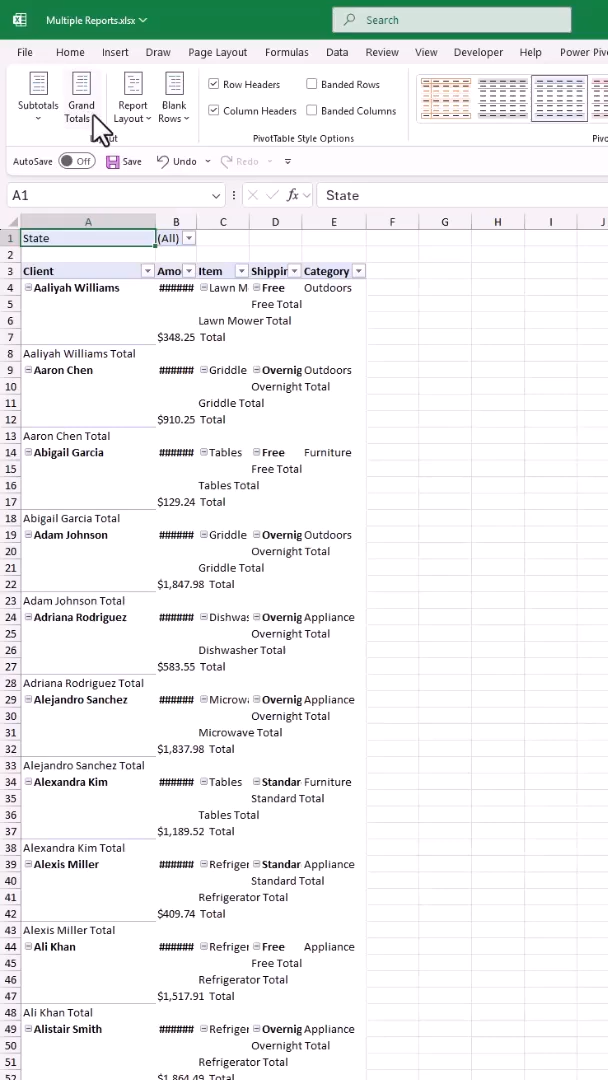 Multiple Reports.xlsx
Search
File Home Insert Draw Page Layout Formulas Data Review View Developer Help Power
Subtotals Grand Totals Report Layout Blank Rows
Row Headers Banded Rows
Column Headers Banded Columns
PivotTable Style Options
AutoSave Off Save Undo Redo
A1 fx State
A B C D E F G H I J
1 State (All)
2
3 Client Amo Item Shippin Category
4 Aaliyah Williams ###### Lawn M Free Outdoors
5 Free Total
6 Lawn Mower Total
7 $348.25 Total
8 Aaliyah Williams Total
9 Aaron Chen ###### Griddle Overnig Outdoors
10 Overnight Total
11 Griddle Total
12 $910.25 Total
13 Aaron Chen Total
14 Abigail Garcia ###### Tables Free Furniture
15 Free Total
16 Tables Total
17 $129.24 Total
18 Abigail Garcia Total
19 Adam Johnson ###### Griddle Overnig Outdoors
20 Overnight Total
21 Griddle Total
22 $1,847.98 Total
23 Adam Johnson Total
24 Adriana Rodriguez ###### Dishwas Overnig Appliance
25 Overnight Total
26 Dishwasher Total
27 $583.55 Total
28 Adriana Rodriguez Total
29 Alejandro Sanchez ###### Microwa Overnig Appliance
30 Overnight Total
31 Microwave Total
32 $1,837.98 Total
33 Alejandro Sanchez Total
34 Alexandra Kim ###### Tables Standar Furniture
35 Standard Total
36 Tables Total
37 $1,189.52 Total
38 Alexandra Kim Total
39 Alexis Miller ###### Refriger Standar Appliance
40 Standard Total
41 Refrigerator Total
42 $409.74 Total
43 Alexis Miller Total
44 Ali Khan ###### Refriger Free Appliance
45 Free Total
46 Refrigerator Total
47 $1,517.91 Total
48 Ali Khan Total
49 Alistair Smith ###### Refriger Overnig Appliance
50 Overnight Total
51 Refrigerator Total
52 $1,864.49 Total